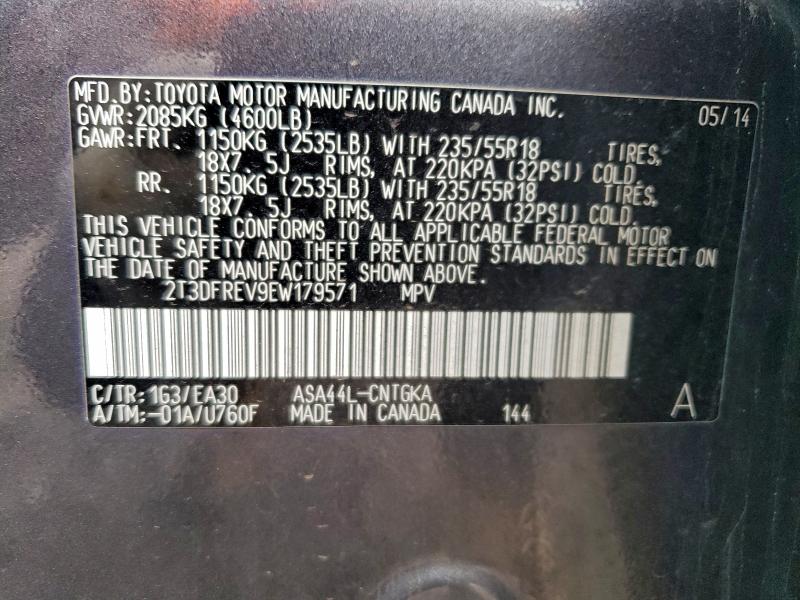 MFD.BY:TOYOTA MOTOR MANUFACTURING CANADA INC. 05/14
GVWR:2085KG (4600LB)
GAWR:FRT. 1150KG (2535LB) WITH 235/55R18 TIRES,
18X7.5J RIMS, AT 220KPA (32PSI) COLD.
RR. 1150KG (2535LB) WITH 235/55R18 TIRES,
18X7.5J RIMS, AT 220KPA (32PSI) COLD.
THIS VEHICLE CONFORMS TO ALL APPLICABLE FEDERAL MOTOR
VEHICLE SAFETY AND THEFT PREVENTION STANDARDS IN EFFECT ON
THE DATE OF MANUFACTURE SHOWN ABOVE.
2T3DFREV9EW179571 MPV
C/TR:1G3/EA30 ASA44L-CNTGKA A
A/TM:-01A/U760F MADE IN CANADA 144